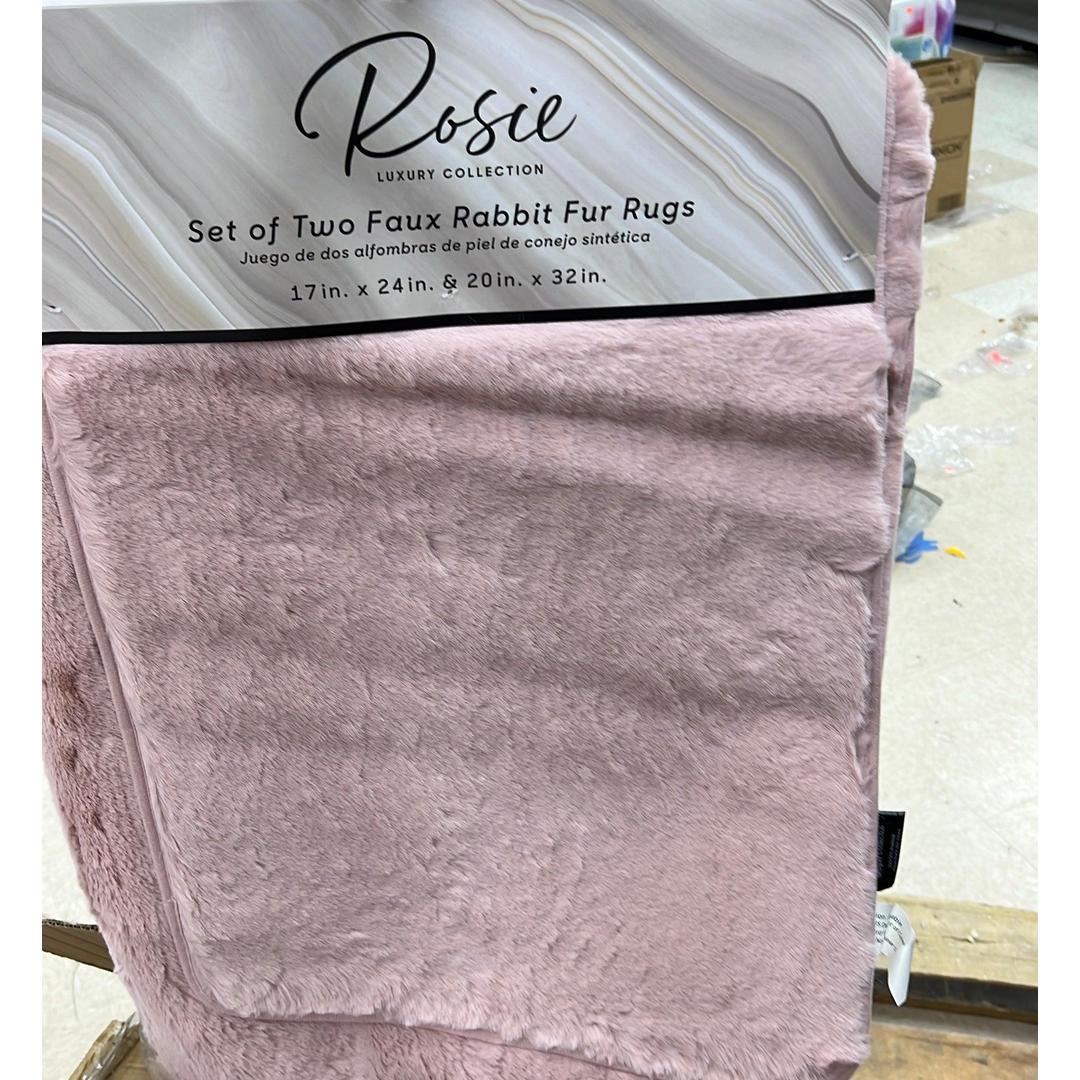 Rosie
LUXURY COLLECTION
Set of Two Faux Rabbit Fur Rugs
Juego de dos alfombras de piel de conejo sintética
17in. x 24in. & 20in. x 32in.